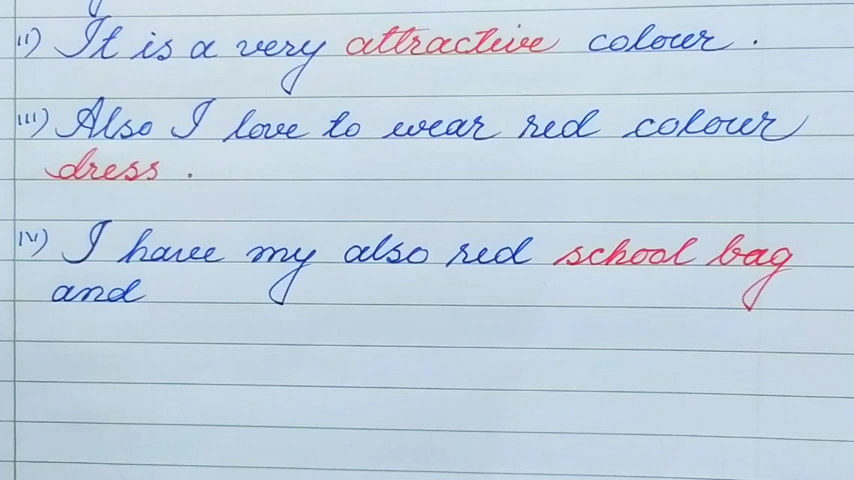 II) It is a very attractive colour.
III) Also I love to wear red colour
dress.
IV) I have my also red school bag
and